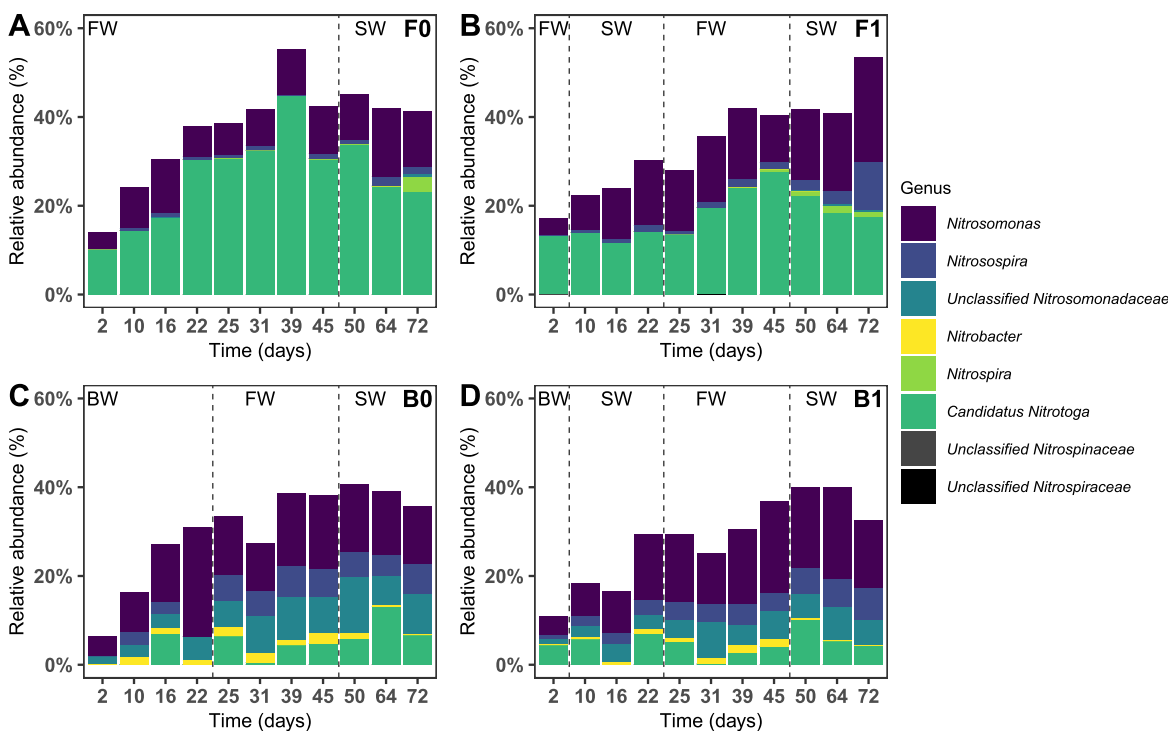 A
FW
SW
F0
60%
40%
20%
0%
Relative abundance (%)
2 10 16 22 25 31 39 45 50 64 72
Time (days)
B
FW
SW
FW
SW
F1
60%
40%
20%
0%
Relative abundance (%)
2 10 16 22 25 31 39 45 50 64 72
Time (days)
C
BW
FW
SW
B0
60%
40%
20%
0%
Relative abundance (%)
2 10 16 22 25 31 39 45 50 64 72
Time (days)
D
BW
SW
FW
SW
B1
60%
40%
20%
0%
Relative abundance (%)
2 10 16 22 25 31 39 45 50 64 72
Time (days)
Genus
Nitrosomonas
Nitrosospira
Unclassified Nitrosomonadaceae
Nitrobacter
Nitrospira
Candidatus Nitrotoga
Unclassified Nitrospinaceae
Unclassified Nitrospiraceae